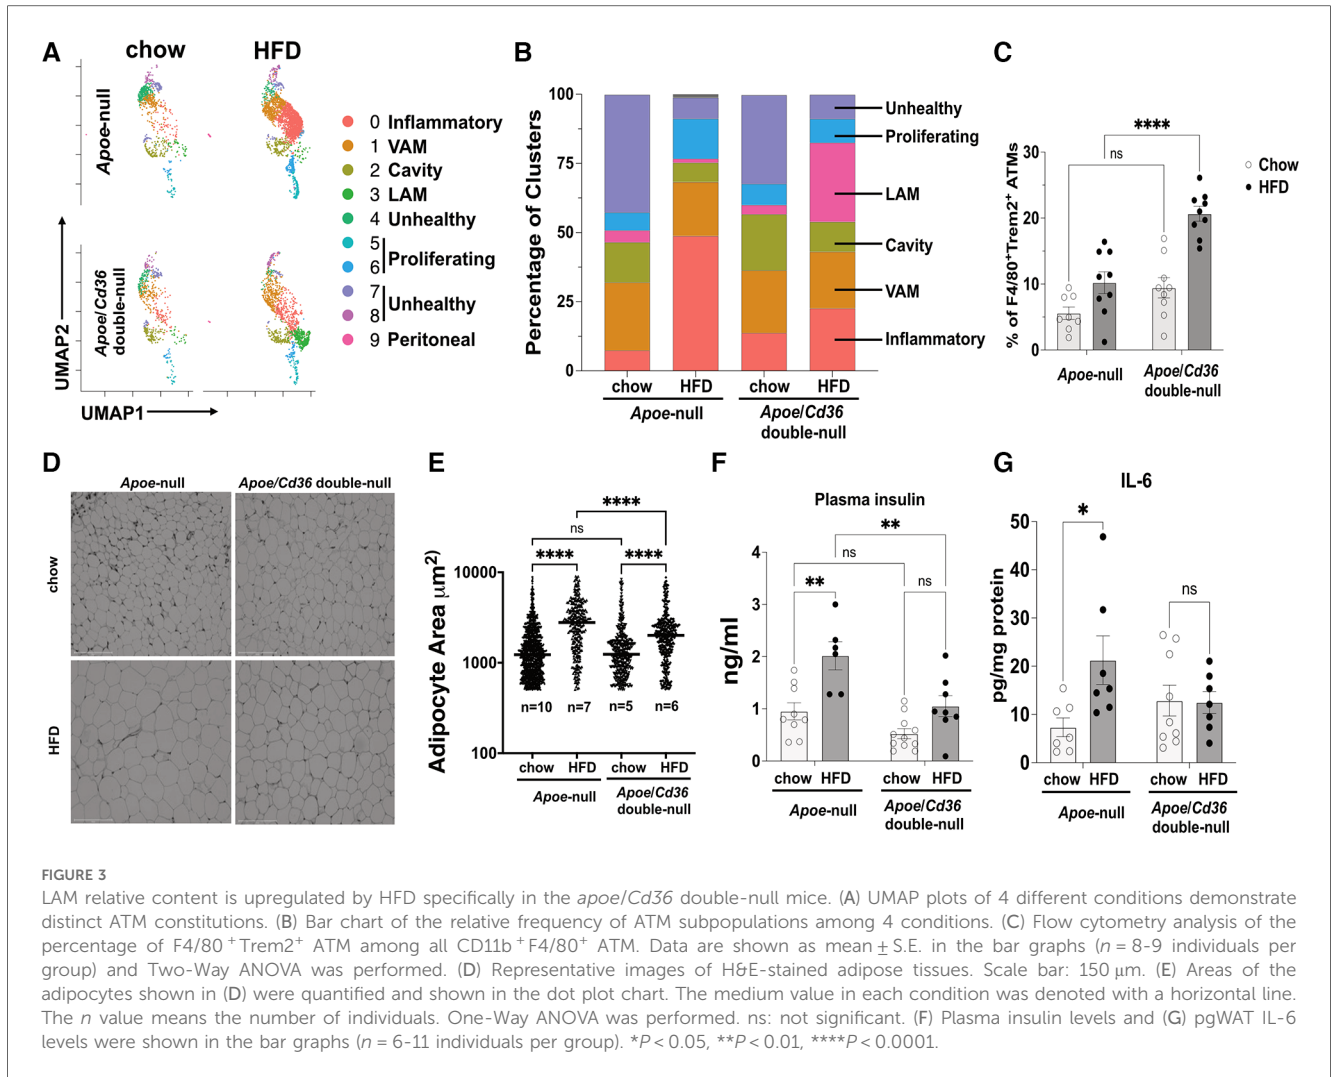 A
chow
HFD
Apoe-null
Apoe/Cd36
double-null
UMAP2
UMAP1
0 Inflammatory
1 VAM
2 Cavity
3 LAM
4 Unhealthy
5
6
Proliferating
7
8
Unhealthy
9 Peritoneal
B
Percentage of Clusters
100
75
50
25
0
chow
HFD
chow
HFD
Apoe-null
Apoe/Cd36
double-null
Unhealthy
Proliferating
LAM
Cavity
VAM
Inflammatory
C
% of F4/80+Trem2+ ATMs
30
20
10
0
ns
****
Chow
HFD
Apoe-null
Apoe/Cd36
double-null
D
Apoe-null
Apoe/Cd36 double-null
chow
HFD
E
Adipocyte Area μm2)
10000
1000
100
****
ns
****
****
n=10
n=7
n=5
n=6
chow
HFD
chow
HFD
Apoe-null
Apoe/Cd36
double-null
F
Plasma insulin
ng/ml
4
3
2
1
0
**
ns
**
ns
chow
HFD
chow
HFD
Apoe-null
Apoe/Cd36
double-null
G
IL-6
pg/mg protein
50
40
30
20
10
0
*
ns
chow
HFD
chow
HFD
Apoe-null
Apoe/Cd36
double-null
FIGURE 3
LAM relative content is upregulated by HFD specifically in the apoe/Cd36 double-null mice. (A) UMAP plots of 4 different conditions demonstrate
distinct ATM constitutions. (B) Bar chart of the relative frequency of ATM subpopulations among 4 conditions. (C) Flow cytometry analysis of the
percentage of F4/80+Trem2+ ATM among all CD11b+F4/80+ ATM. Data are shown as mean ± S.E. in the bar graphs (n = 8-9 individuals per
group) and Two-Way ANOVA was performed. (D) Representative images of H&E-stained adipose tissues. Scale bar: 150 μm. (E) Areas of the
adipocytes shown in (D) were quantified and shown in the dot plot chart. The medium value in each condition was denoted with a horizontal line.
The n value means the number of individuals. One-Way ANOVA was performed. ns: not significant. (F) Plasma insulin levels and (G) pgWAT IL-6
levels were shown in the bar graphs (n = 6-11 individuals per group). *P < 0.05, **P < 0.01, ****P < 0.0001.